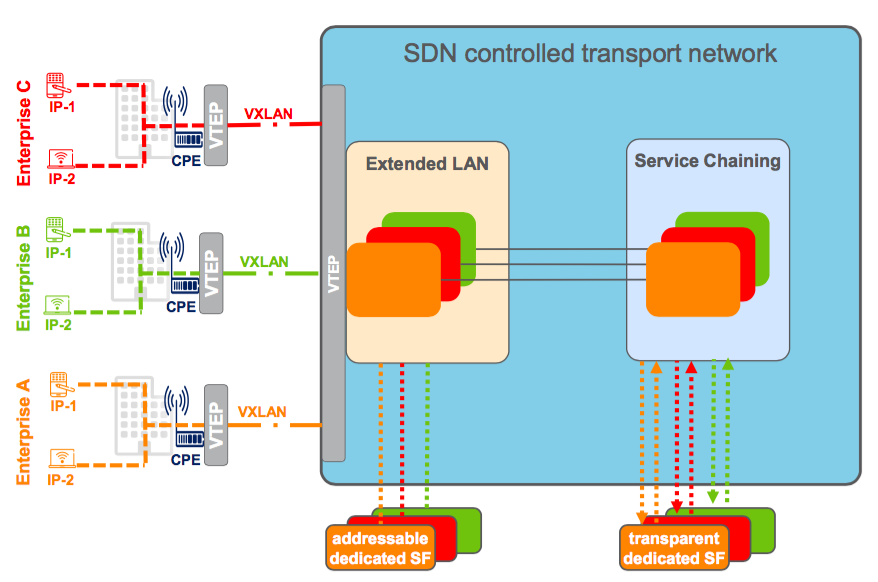 SDN controlled transport network
Enterprise C
IP-1
IP-2
CPE
VTEP
VXLAN
Enterprise B
IP-1
IP-2
CPE
VTEP
VXLAN
Enterprise A
IP-1
IP-2
CPE
VTEP
VXLAN
VTEP
Extended LAN
Service Chaining
addressable
dedicated SF
transparent
dedicated SF